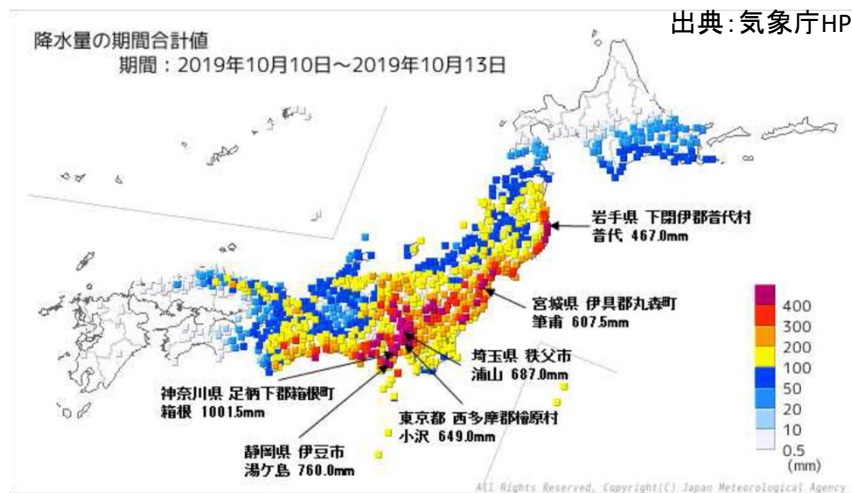 出典：気象庁HP
降水量の期間合計値
期間：2019年10月10日～2019年10月13日
岩手県 下閉伊郡普代村
普代 467.0mm
宮城県 伊具郡丸森町
筆甫 607.5mm
埼玉県 秩父市
浦山 687.0mm
神奈川県 足柄下郡箱根町
箱根 1001.5mm
東京都 西多摩郡檜原村
小沢 649.0mm
静岡県 伊豆市
湯ケ島 760.0mm
400
300
200
100
50
20
10
0.5
(mm)
All Rights Reserved, Copyright(C) Japan Meteorological Agency